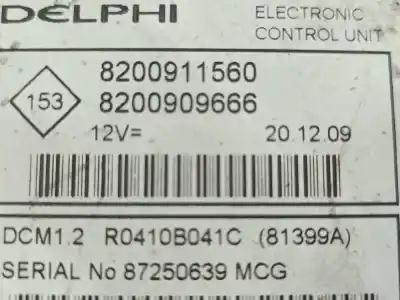 DELPHI
ELECTRONIC
CONTROL UNIT
153
8200911560
8200909666
12V=
20.12.09
DCM1.2 R0410B041C (81399A)
SERIAL No 87250639 MCG